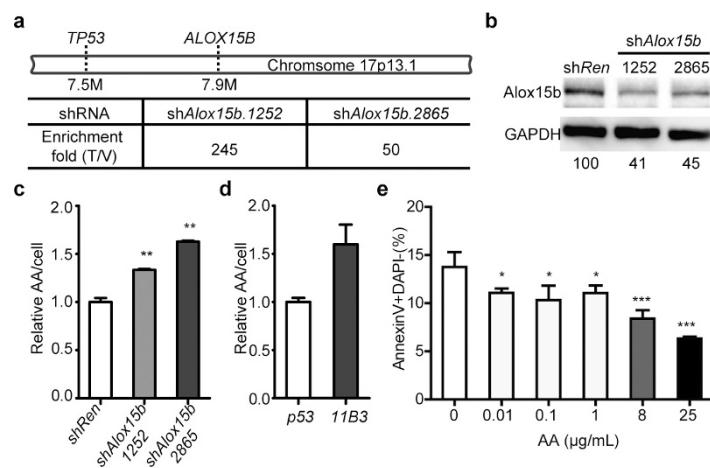 a
TP53 ALOX15B
Chromsome 17p13.1
7.5M 7.9M
shRNA shAlox15b.1252 shAlox15b.2865
Enrichment
fold (T/V) 245 50
b
shAlox15b
shRen 1252 2865
Alox15b
GAPDH
100 41 45
c
Relative AA/cell
2.0
1.5
1.0
0.5
0.0
** **
shRen
shAlox15b
1252
shAlox15b
2865
d
Relative AA/cell
2.0
1.5
1.0
0.5
0.0
p53 11B3
e
AnnexinV+DAPI-(%)
20
15
10
5
0
* * * *** ***
0 0.01 0.1 1 8 25
AA (µg/mL)